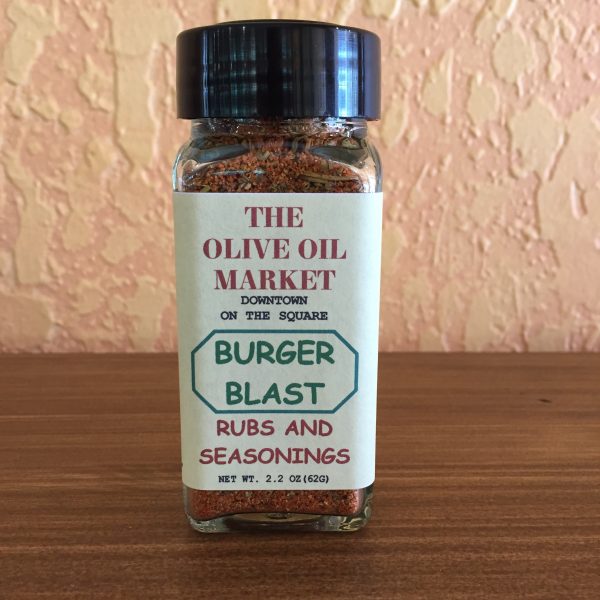 THE
OLIVE OIL
MARKET
DOWNTOWN
ON THE SQUARE
BURGER
BLAST
RUBS AND
SEASONINGS
NET WT. 2.2 OZ(62G)